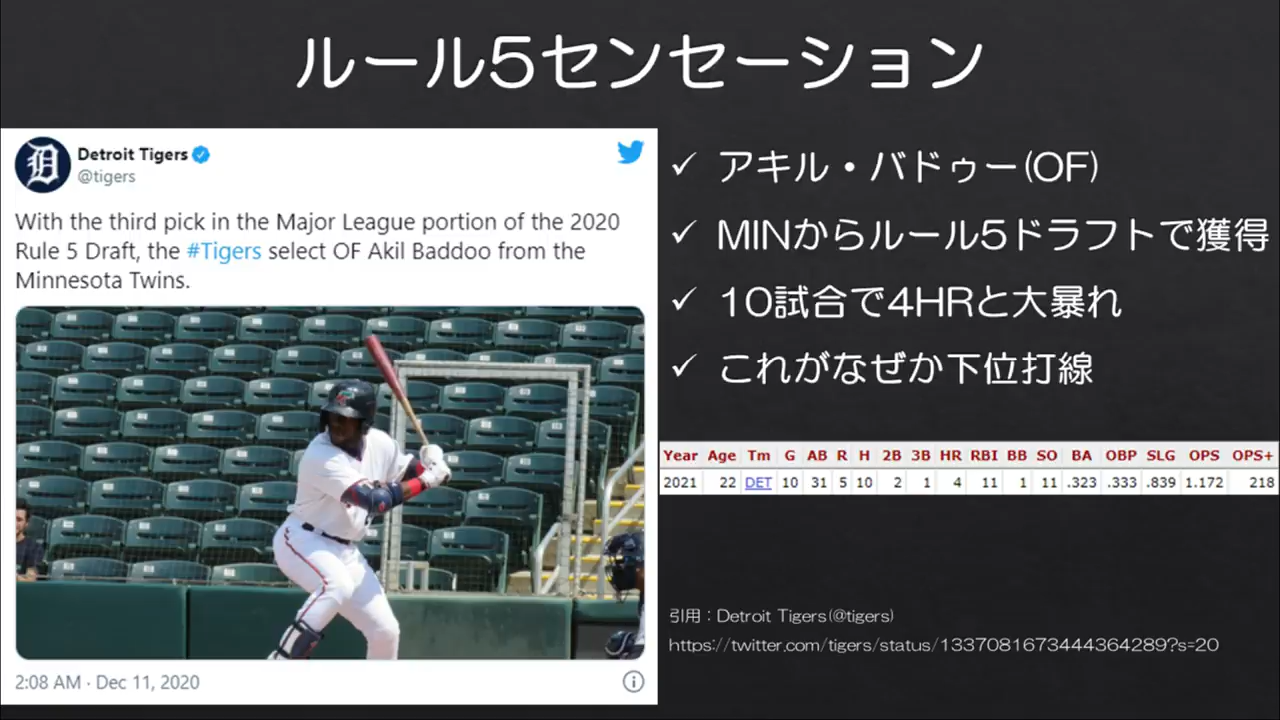 ルール5センセーション
Detroit Tigers
@tigers
With the third pick in the Major League portion of the 2020
Rule 5 Draft, the #Tigers select OF Akil Baddoo from the
Minnesota Twins.
2:08 AM · Dec 11, 2020
✓ アキル・バドゥー(OF)
✓ MINからルール5ドラフトで獲得
✓ 10試合で4HRと大暴れ
✓ これがなぜか下位打線
Year Age Tm G AB R H 2B 3B HR RBI BB SO BA OBP SLG OPS OPS+
2021 22 DET 10 31 5 10 2 1 4 11 1 11 .323 .333 .839 1.172 218
引用：Detroit Tigers(@tigers)
https://twitter.com/tigers/status/1337081673444364289?s=20